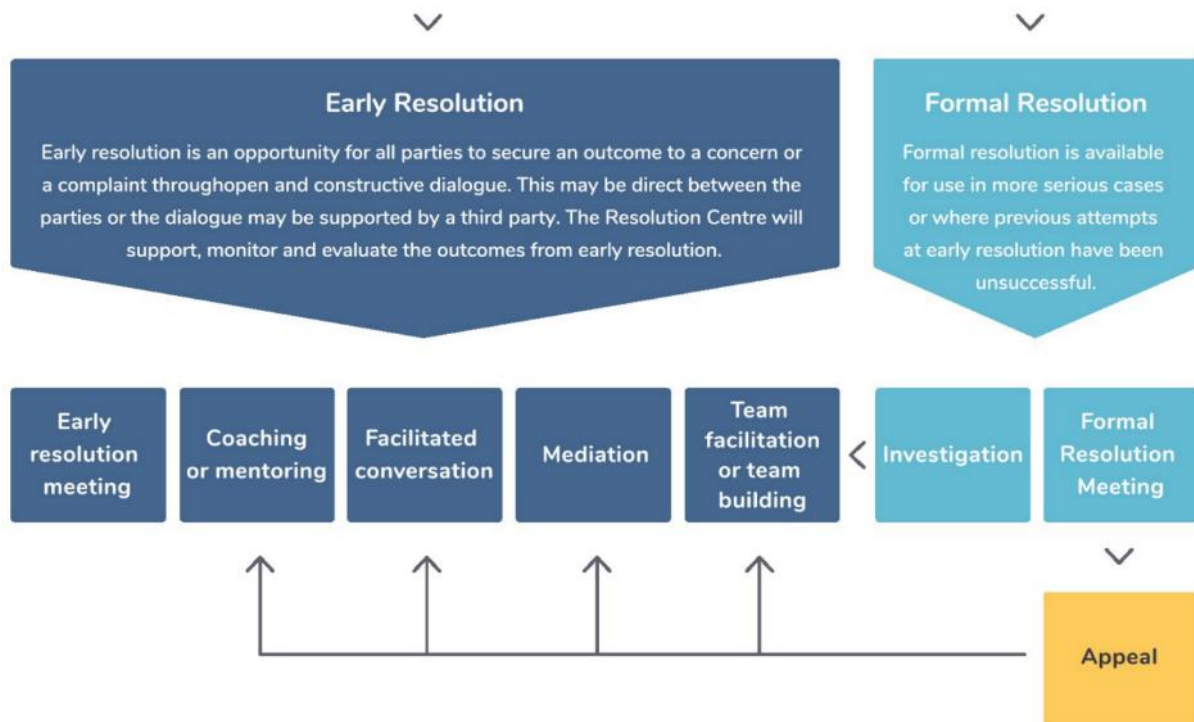 Early Resolution
Early resolution is an opportunity for all parties to secure an outcome to a concern or
a complaint throughopen and constructive dialogue. This may be direct between the
parties or the dialogue may be supported by a third party. The Resolution Centre will
support, monitor and evaluate the outcomes from early resolution.
Formal Resolution
Formal resolution is available
for use in more serious cases
or where previous attempts
at early resolution have been
unsuccessful.
Early
resolution
meeting
Coaching
or mentoring
Facilitated
conversation
Mediation
Team
facilitation
or team
building
Investigation
Formal
Resolution
Meeting
Appeal